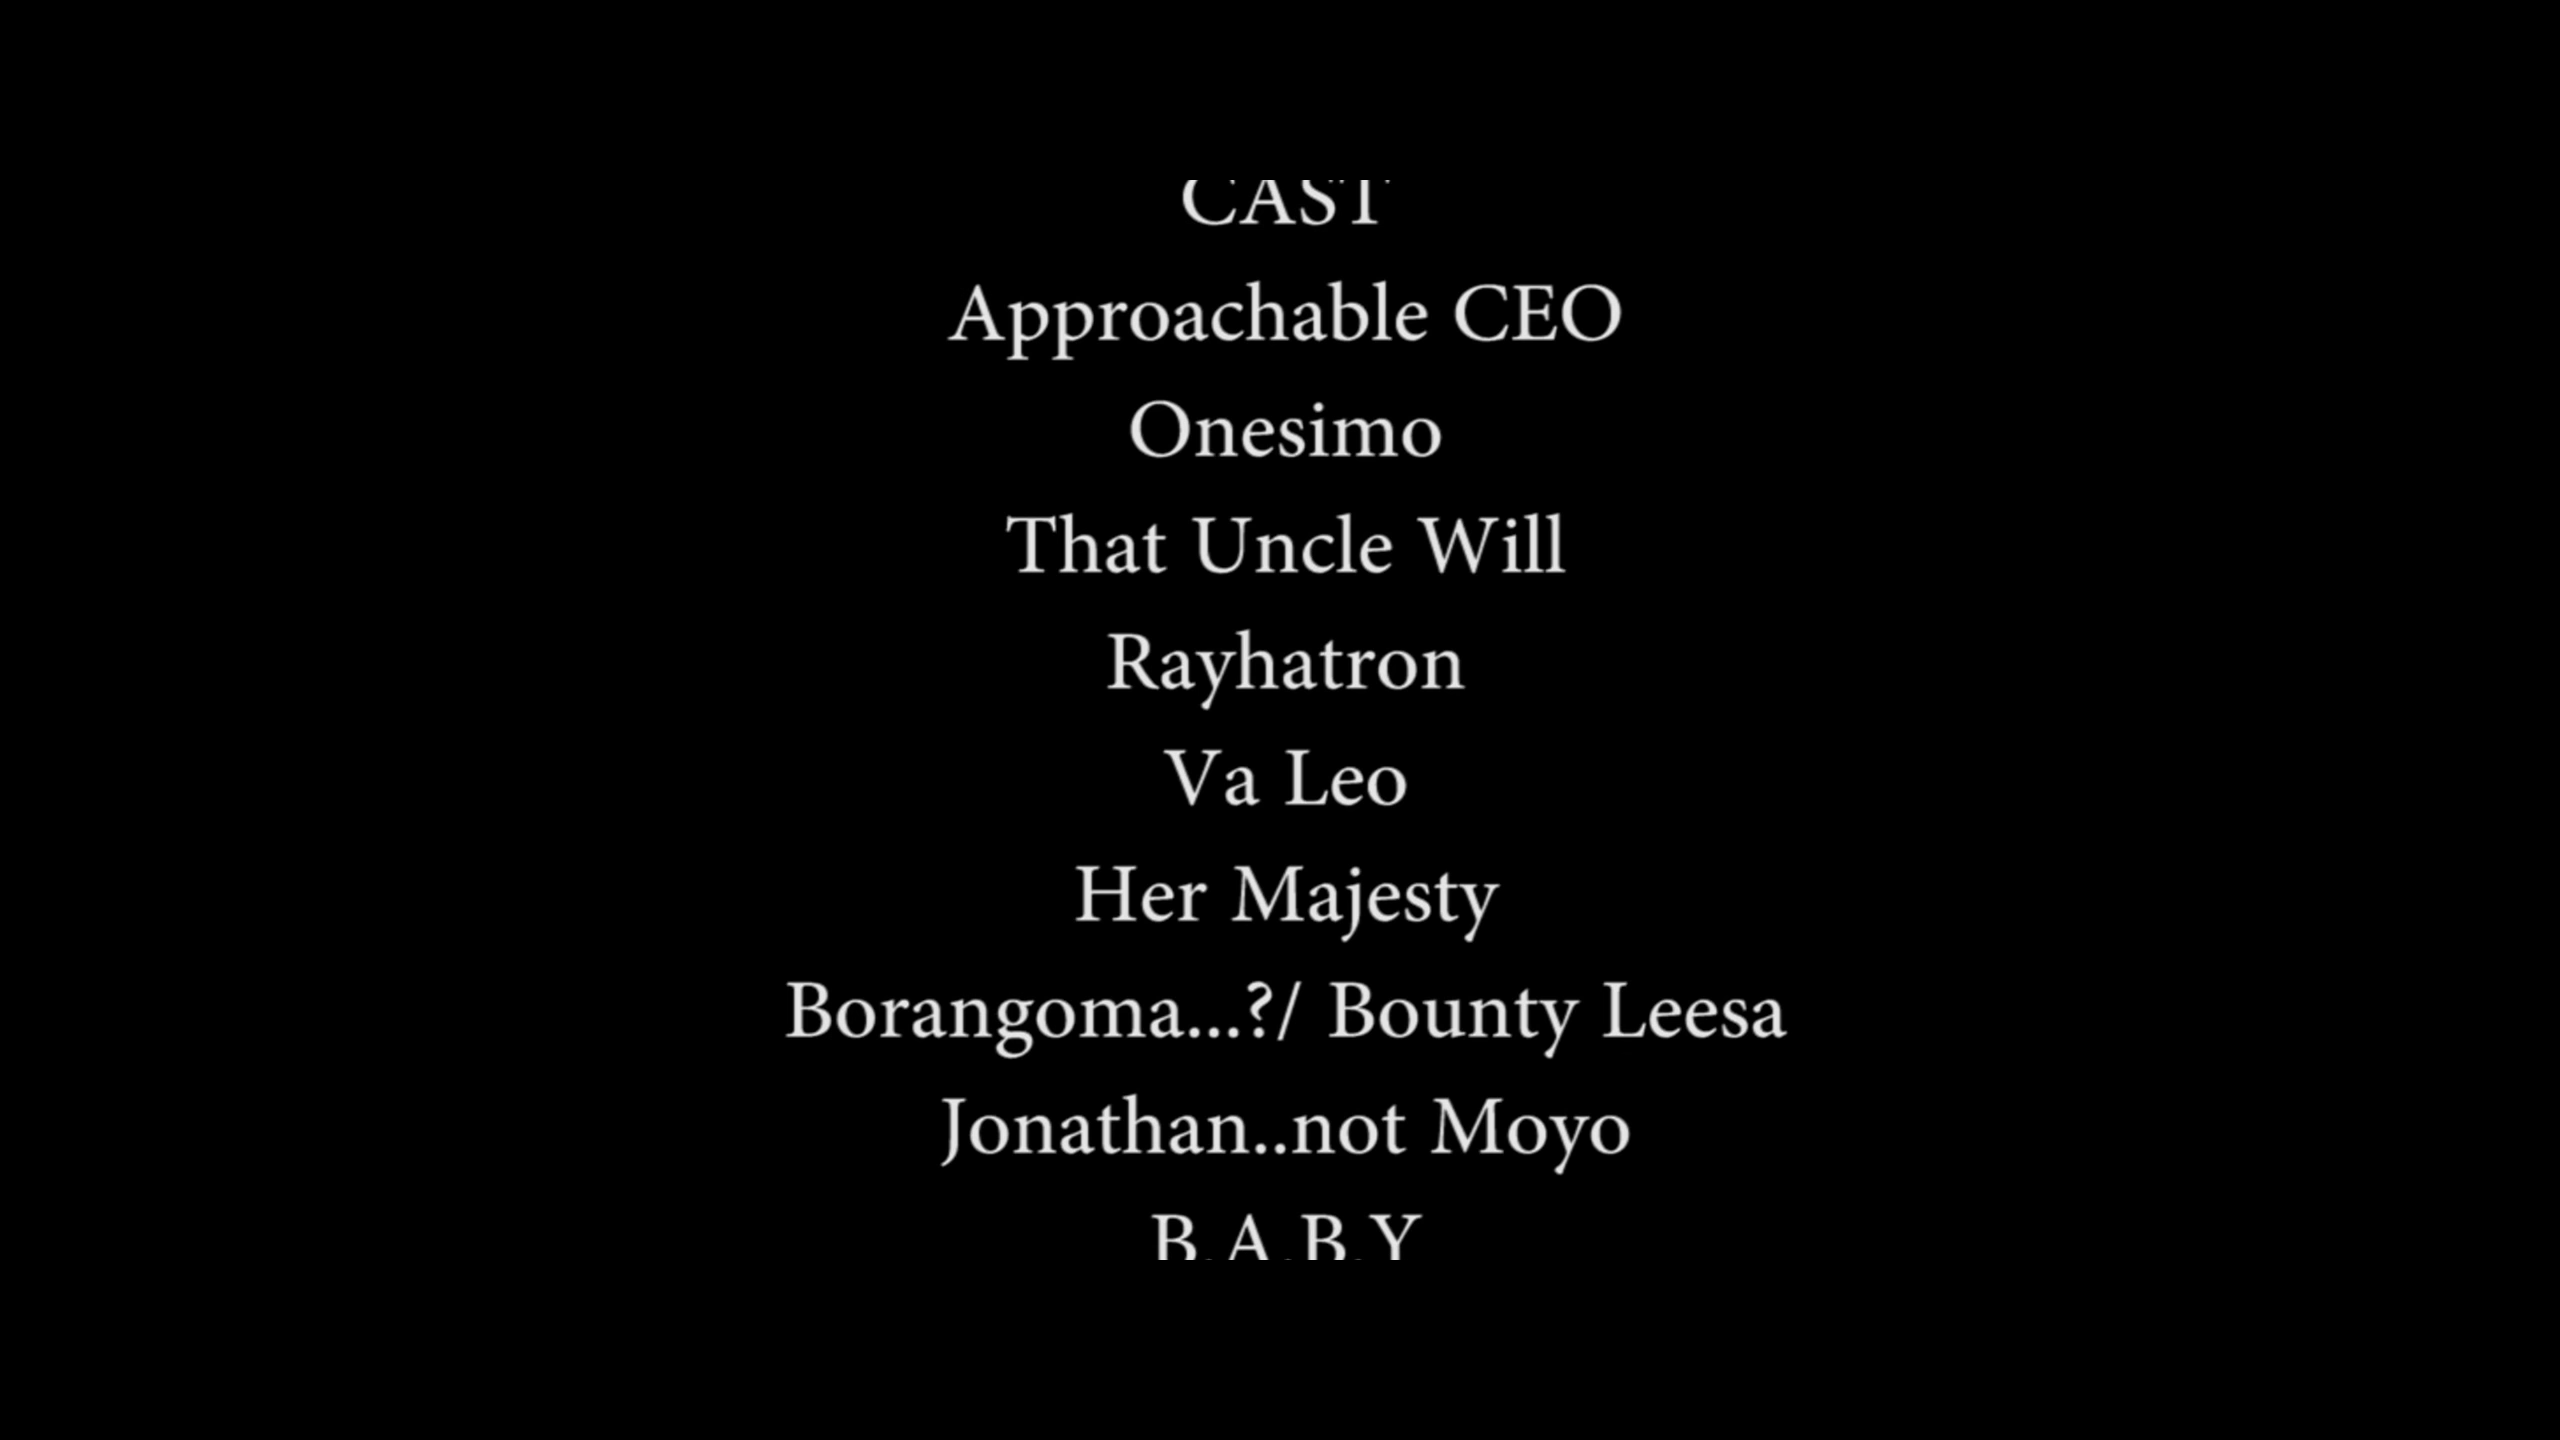 CAST
Approachable CEO
Onesimo
That Uncle Will
Rayhatron
Va Leo
Her Majesty
Borangoma...?/ Bounty Leesa
Jonathan..not Moyo
B.A.B.Y